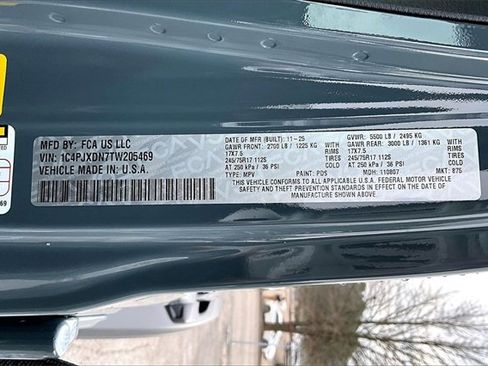 MFD BY: FCA US LLC
VIN: 1C4PJXDN7TW205469
VEHICLE MADE IN: U.S.A.
DATE OF MFR (BUILT): 11-25
GAWR FRONT: 2700 LB / 1225 KG
17X7.5
245/75R17 112S
AT 250 kPa / 36 PSI
TYPE: MPV
WITH
RIMS
TIRES
COLD
PAINT: PDS
GVWR: 5500 LB / 2495 KG
GAWR REAR: 3000 LB / 1361 KG
17X7.5
245/75R17 112S
AT 250 kPa / 36 PSI
MDH: 110807
WITH
RIMS
TIRES
COLD
MKT: 875
THIS VEHICLE CONFORMS TO ALL APPLICABLE U.S.A. FEDERAL MOTOR VEHICLE
SAFETY AND THEFT PREVENTION STANDARDS IN EFFECT ON THE DATE OF
MANUFACTURE SHOWN ABOVE.
69